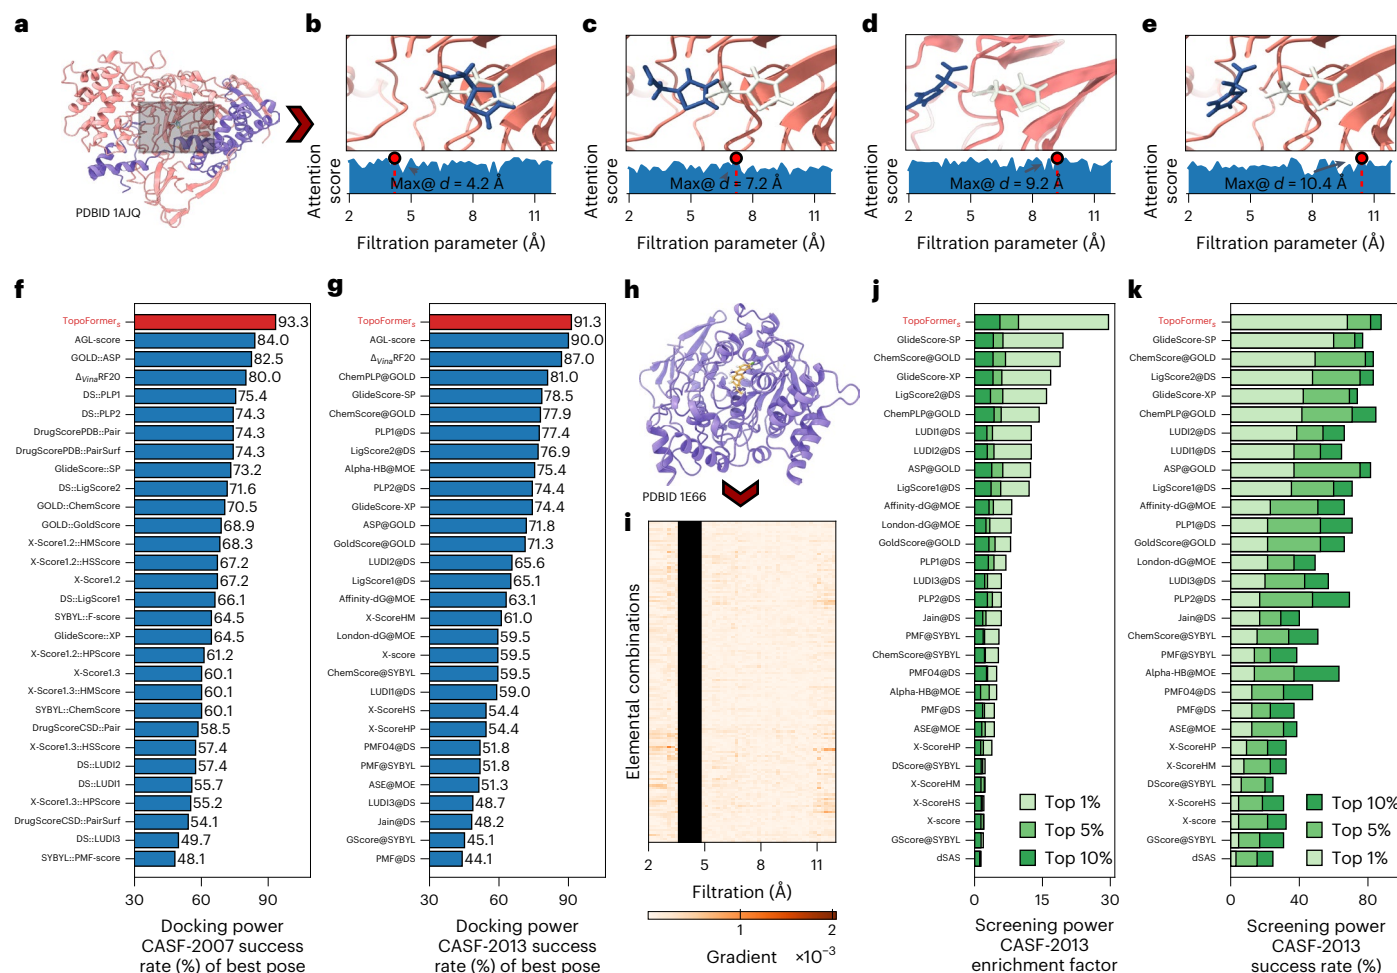 a
b
c
d
e
PDBID 1AJQ
Attention
score
Max@ d = 4.2 Å
2
5
8
11
Filtration parameter (Å)
Attention
score
Max@ d = 7.2 Å
2
5
8
11
Filtration parameter (Å)
Attention
score
Max@ d = 9.2 Å
2
5
8
11
Filtration parameter (Å)
Attention
score
Max@ d = 10.4 Å
2
5
8
11
Filtration parameter (Å)
f
TopoFormerₛ 93.3
AGL-score 84.0
GOLD::ASP 82.5
Δ_VinaRF20 80.0
DS::PLP1 75.4
DS::PLP2 74.3
DrugScorePDB::Pair 74.3
DrugScorePDB::PairSurf 74.3
GlideScore::SP 73.2
DS::LigScore2 71.6
GOLD::ChemScore 70.5
GOLD::GoldScore 68.9
X-Score1.2::HMScore 68.3
X-Score1.2::HSScore 67.2
X-Score1.2 67.2
DS::LigScore1 66.1
SYBYL::F-score 64.5
GlideScore::XP 64.5
X-Score1.2::HPScore 61.2
X-Score1.3 60.1
X-Score1.3::HMScore 60.1
SYBYL::ChemScore 60.1
DrugScoreCSD::Pair 58.5
X-Score1.3::HSScore 57.4
DS::LUDI2 57.4
DS::LUDI1 55.7
X-Score1.3::HPScore 55.2
DrugScoreCSD::PairSurf 54.1
DS::LUDI3 49.7
SYBYL::PMF-score 48.1
30 60 90
Docking power
CASF-2007 success
rate (%) of best pose
g
TopoFormerₛ 91.3
AGL-score 90.0
Δ_VinaRF20 87.0
ChemPLP@GOLD 81.0
GlideScore-SP 78.5
ChemScore@GOLD 77.9
PLP1@DS 77.4
LigScore2@DS 76.9
Alpha-HB@MOE 75.4
PLP2@DS 74.4
GlideScore-XP 74.4
ASP@GOLD 71.8
GoldScore@GOLD 71.3
LUDI2@DS 65.6
LigScore1@DS 65.1
Affinity-dG@MOE 63.1
X-ScoreHM 61.0
London-dG@MOE 59.5
X-score 59.5
ChemScore@SYBYL 59.5
LUDI1@DS 59.0
X-ScoreHS 54.4
X-ScoreHP 54.4
PMF04@DS 51.8
PMF@SYBYL 51.8
ASE@MOE 51.3
LUDI3@DS 48.7
Jain@DS 48.2
GScore@SYBYL 45.1
PMF@DS 44.1
30 60 90
Docking power
CASF-2013 success
rate (%) of best pose
h
PDBID 1E66
i
Elemental combinations
2 5 8 11
Filtration (Å)
1 2
Gradient ×10⁻³
j
TopoFormerₛ
GlideScore-SP
ChemScore@GOLD
GlideScore-XP
LigScore2@DS
ChemPLP@GOLD
LUDI1@DS
LUDI2@DS
ASP@GOLD
LigScore1@DS
Affinity-dG@MOE
London-dG@MOE
GoldScore@GOLD
PLP1@DS
LUDI3@DS
PLP2@DS
Jain@DS
PMF@SYBYL
ChemScore@SYBYL
PMF04@DS
Alpha-HB@MOE
PMF@DS
ASE@MOE
X-ScoreHP
DScore@SYBYL
X-ScoreHM
X-ScoreHS
X-score
GScore@SYBYL
dSAS
Top 1%
Top 5%
Top 10%
0 15 30
Screening power
CASF-2013
enrichment factor
k
TopoFormerₛ
GlideScore-SP
ChemScore@GOLD
LigScore2@DS
GlideScore-XP
ChemPLP@GOLD
LUDI2@DS
LUDI1@DS
ASP@GOLD
LigScore1@DS
Affinity-dG@MOE
PLP1@DS
GoldScore@GOLD
London-dG@MOE
LUDI3@DS
PLP2@DS
Jain@DS
ChemScore@SYBYL
PMF@SYBYL
Alpha-HB@MOE
PMF04@DS
PMF@DS
ASE@MOE
X-ScoreHP
X-ScoreHM
DScore@SYBYL
X-ScoreHS
X-score
GScore@SYBYL
dSAS
Top 10%
Top 5%
Top 1%
0 40 80
Screening power
CASF-2013
success rate (%)